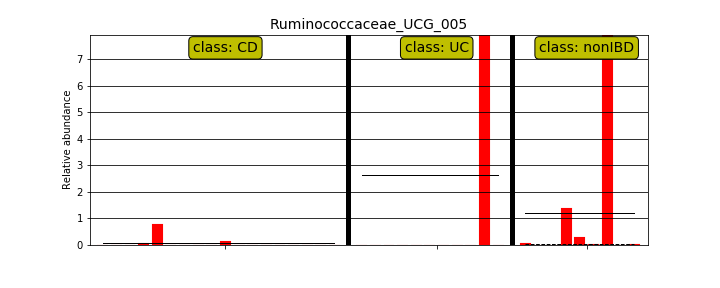 Ruminococcaceae_UCG_005
class: CD
class: UC
class: nonIBD
Relative abundance
7
6
5
4
3
2
1
0